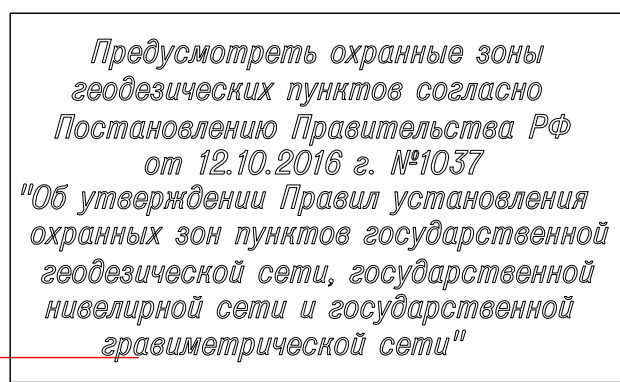 Предусмотреть охранные зоны
геодезических пунктов согласно
Постановлению Правительства РФ
от 12.10.2016 г. №1037
"Об утверждении Правил установления
охранных зон пунктов государственной
геодезической сети, государственной
нивелирной сети и государственной
гравиметрической сети"